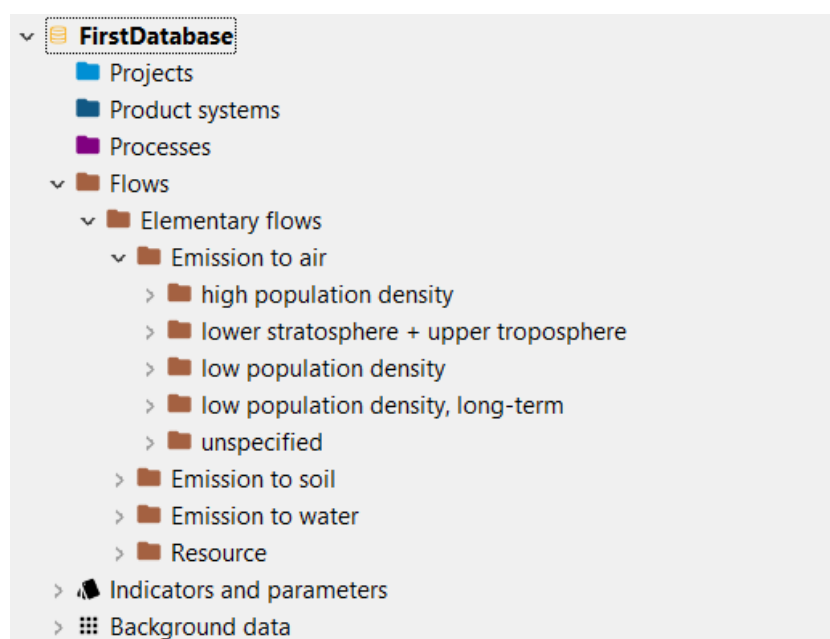 FirstDatabase
Projects
Product systems
Processes
Flows
Elementary flows
Emission to air
high population density
lower stratosphere + upper troposphere
low population density
low population density, long-term
unspecified
Emission to soil
Emission to water
Resource
Indicators and parameters
Background data